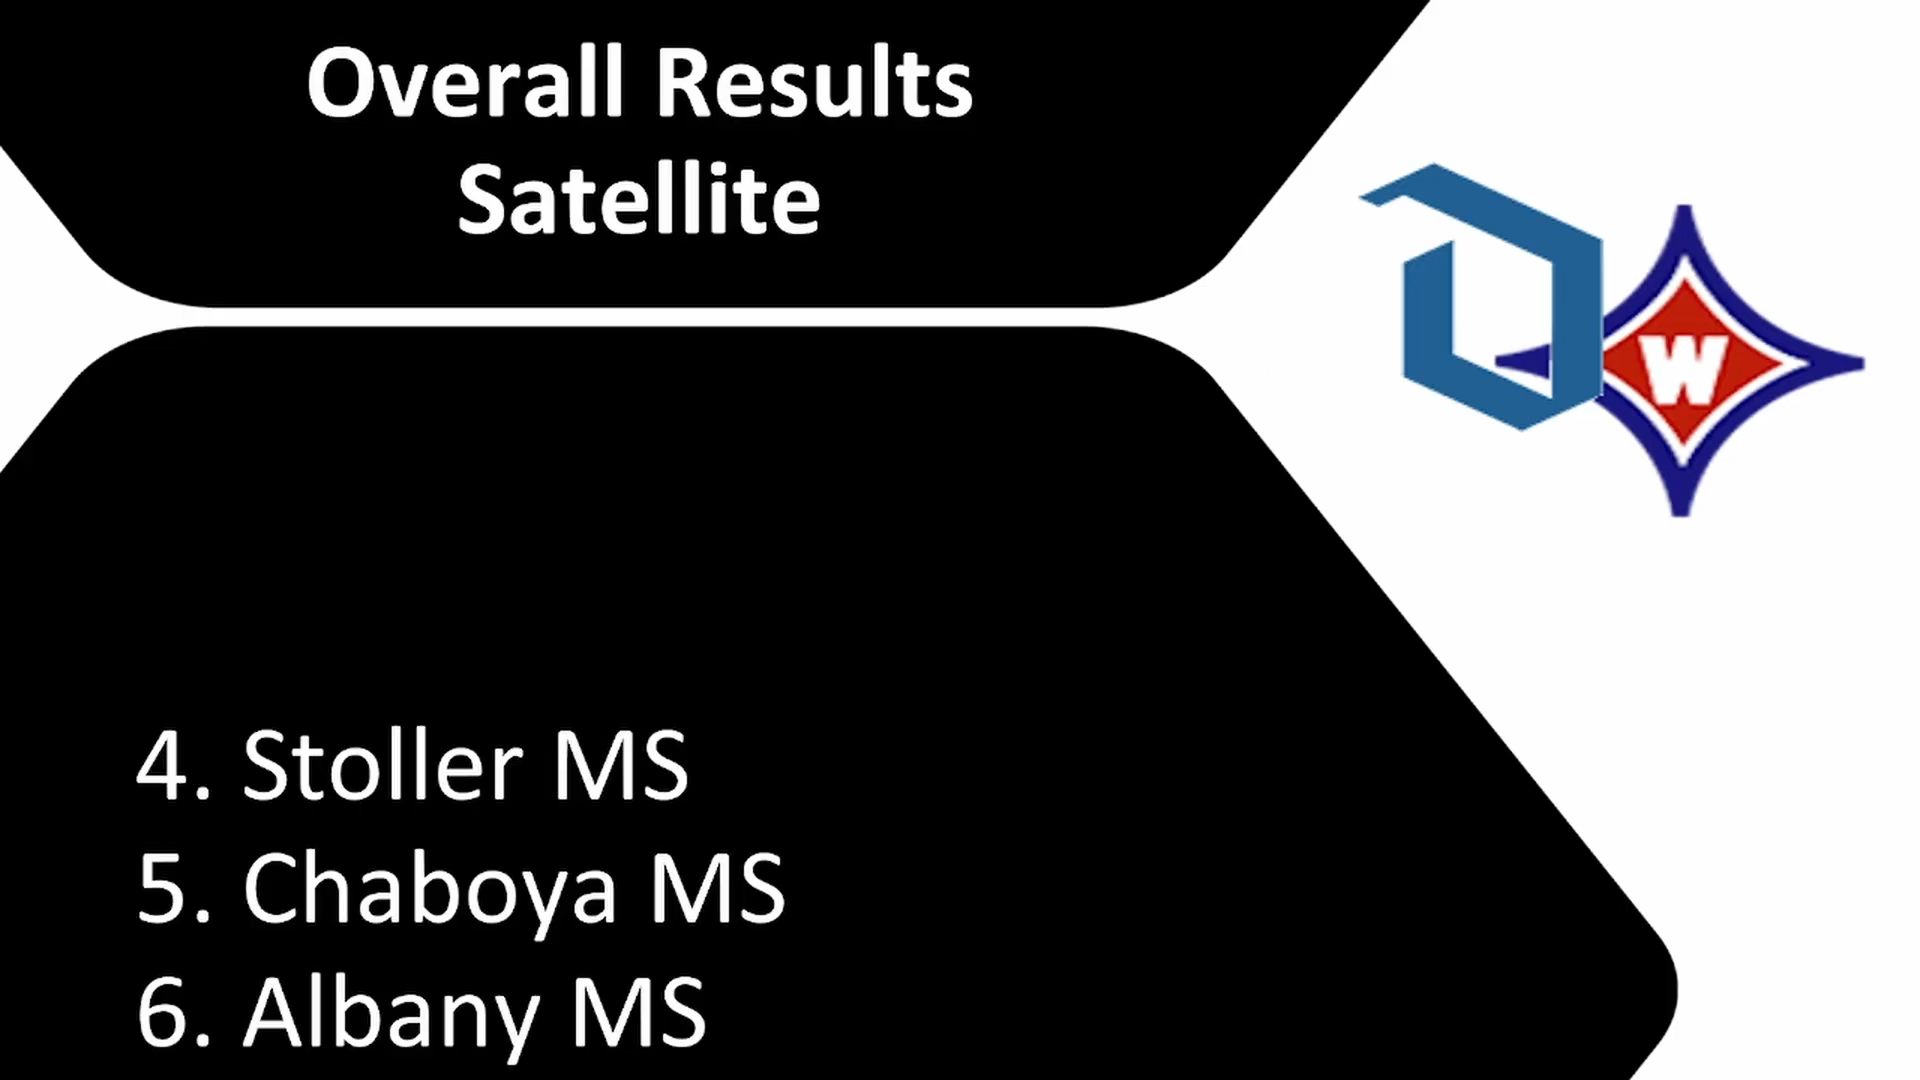 Overall Results
Satellite
W
4. Stoller MS
5. Chaboya MS
6. Albany MS